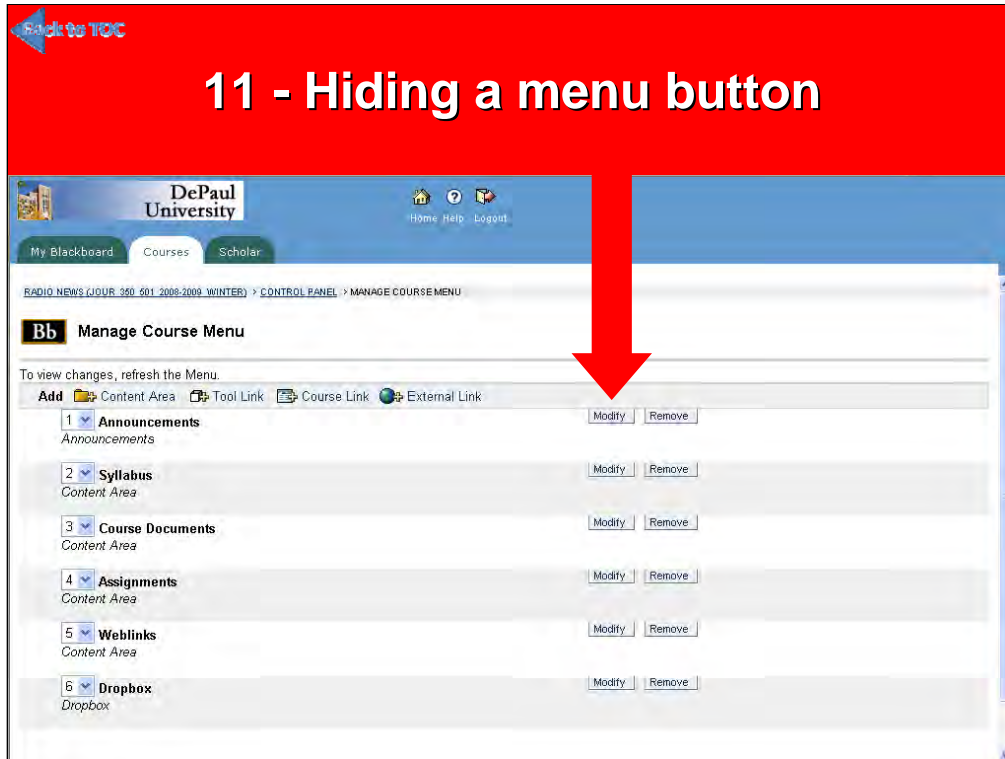 Back to TOC
11 - Hiding a menu button
DePaul
University
Home Help Logout
My Blackboard Courses Scholar
RADIO NEWS (JOUR 350 501 2008-2009 WINTER) > CONTROL PANEL > MANAGE COURSE MENU
Bb Manage Course Menu
To view changes, refresh the Menu.
Add Content Area Tool Link Course Link External Link
1 Announcements Modify Remove
Announcements
2 Syllabus Modify Remove
Content Area
3 Course Documents Modify Remove
Content Area
4 Assignments Modify Remove
Content Area
5 Weblinks Modify Remove
Content Area
6 Dropbox Modify Remove
Dropbox